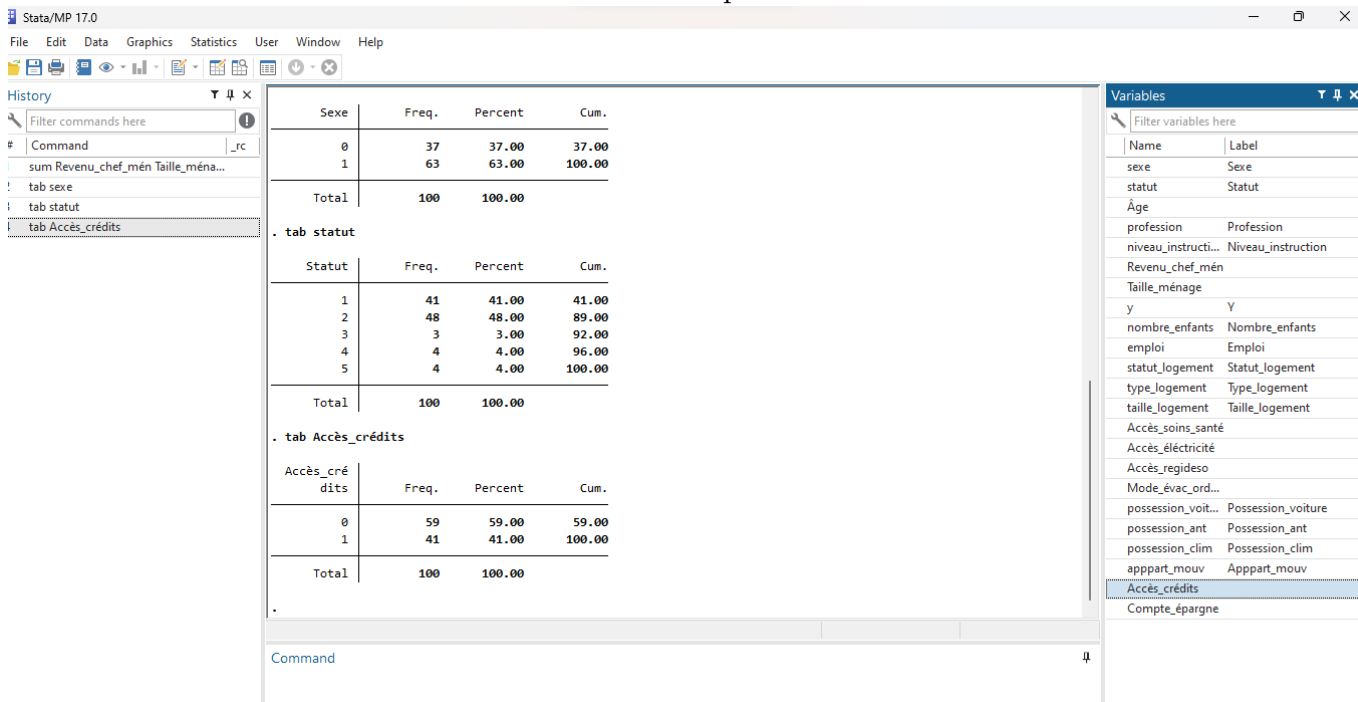 Stata/MP 17.0
File Edit Data Graphics Statistics User Window Help
History
Filter commands here
# Command _rc
sum Revenu_chef_mén Taille_ména...
tab sexe
tab statut
tab Accès_crédits
Sexe Freq. Percent Cum.
0 37 37.00 37.00
1 63 63.00 100.00
Total 100 100.00
. tab statut
Statut Freq. Percent Cum.
1 41 41.00 41.00
2 48 48.00 89.00
3 3 3.00 92.00
4 4 4.00 96.00
5 4 4.00 100.00
Total 100 100.00
. tab Accès_crédits
Accès_cré
dits Freq. Percent Cum.
0 59 59.00 59.00
1 41 41.00 100.00
Total 100 100.00
.
Command
Variables
Filter variables here
Name Label
sexe Sexe
statut Statut
Âge
profession Profession
niveau_instructi... Niveau_instruction
Revenu_chef_mén
Taille_ménage
y Y
nombre_enfants Nombre_enfants
emploi Emploi
statut_logement Statut_logement
type_logement Type_logement
taille_logement Taille_logement
Accès_soins_santé
Accès_éléctricité
Accès_regideso
Mode_évac_ord...
possession_voit... Possession_voiture
possession_ant Possession_ant
possession_clim Possession_clim
apppart_mouv Apppart_mouv
Accès_crédits
Compte_épargne